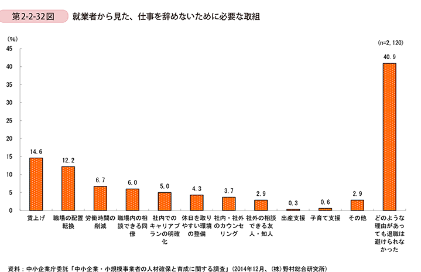 第2-2-32図 就業者から見た、仕事を辞めないために必要な取組
(%)
(n=2,120)
45
40
35
30
25
20
15
10
5
0
14.6
12.2
6.7
6.0
5.0
4.3
3.7
2.9
0.3
0.6
2.9
40.9
賃上げ
職場の配置
転換
労働時間の
削減
職場内の相
談できる同
僚
社内での
キャリアプ
ランの明確
化
休日を取り
やすい環境
の整備
社内・社外
のカウンセ
リング
社外の相談
できる友
人・知人
出産支援
子育て支援
その他
どのような
理由があっ
ても退職は
避けられな
かった
資料:中小企業庁委託「中小企業・小規模事業者の人材確保と育成に関する調査」(2014年12月、(株)野村総合研究所)